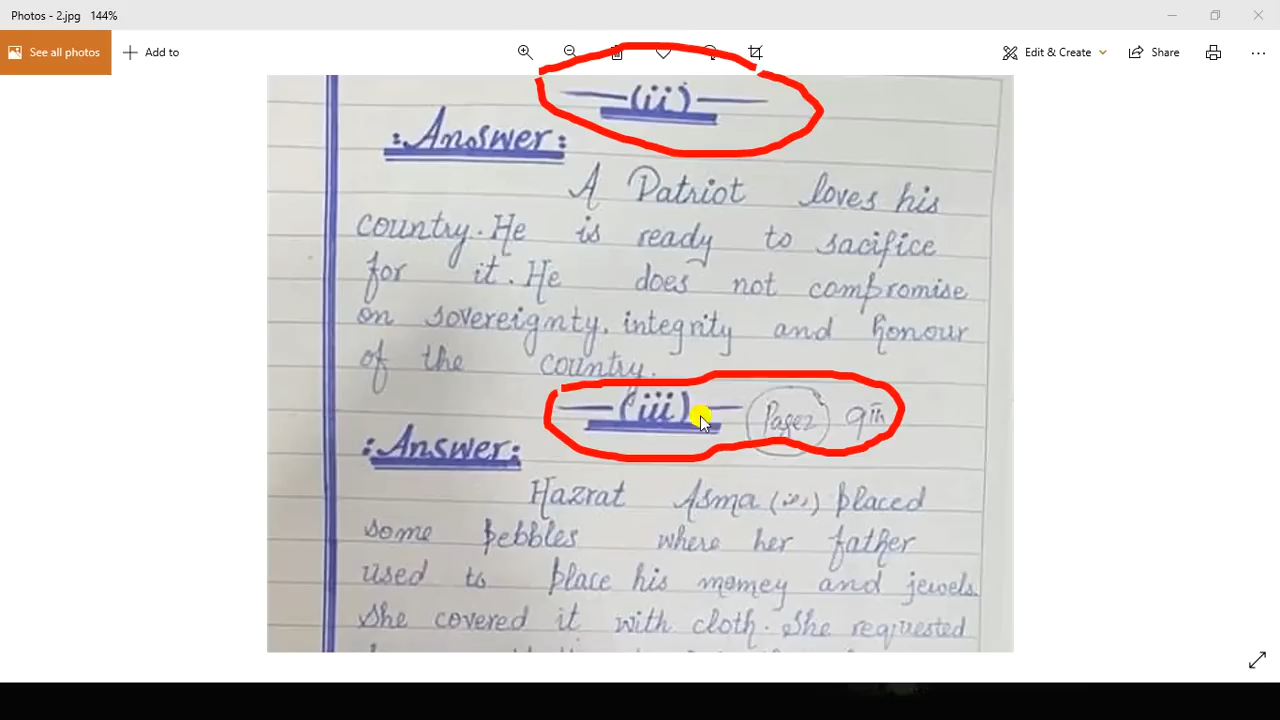 Photos - 2.jpg 144%
See all photos
Add to
Edit & Create
Share
(ii)
:Answer:
A Patriot loves his
country. He is ready to sacifice
for it. He does not compromise
on sovereignty, integrity and honour
of the country.
(iii) Page2 9th
:Answer:
Hazrat Asma placed
some pebbles where her father
used to place his momey and jewels.
She covered it with cloth. She requested